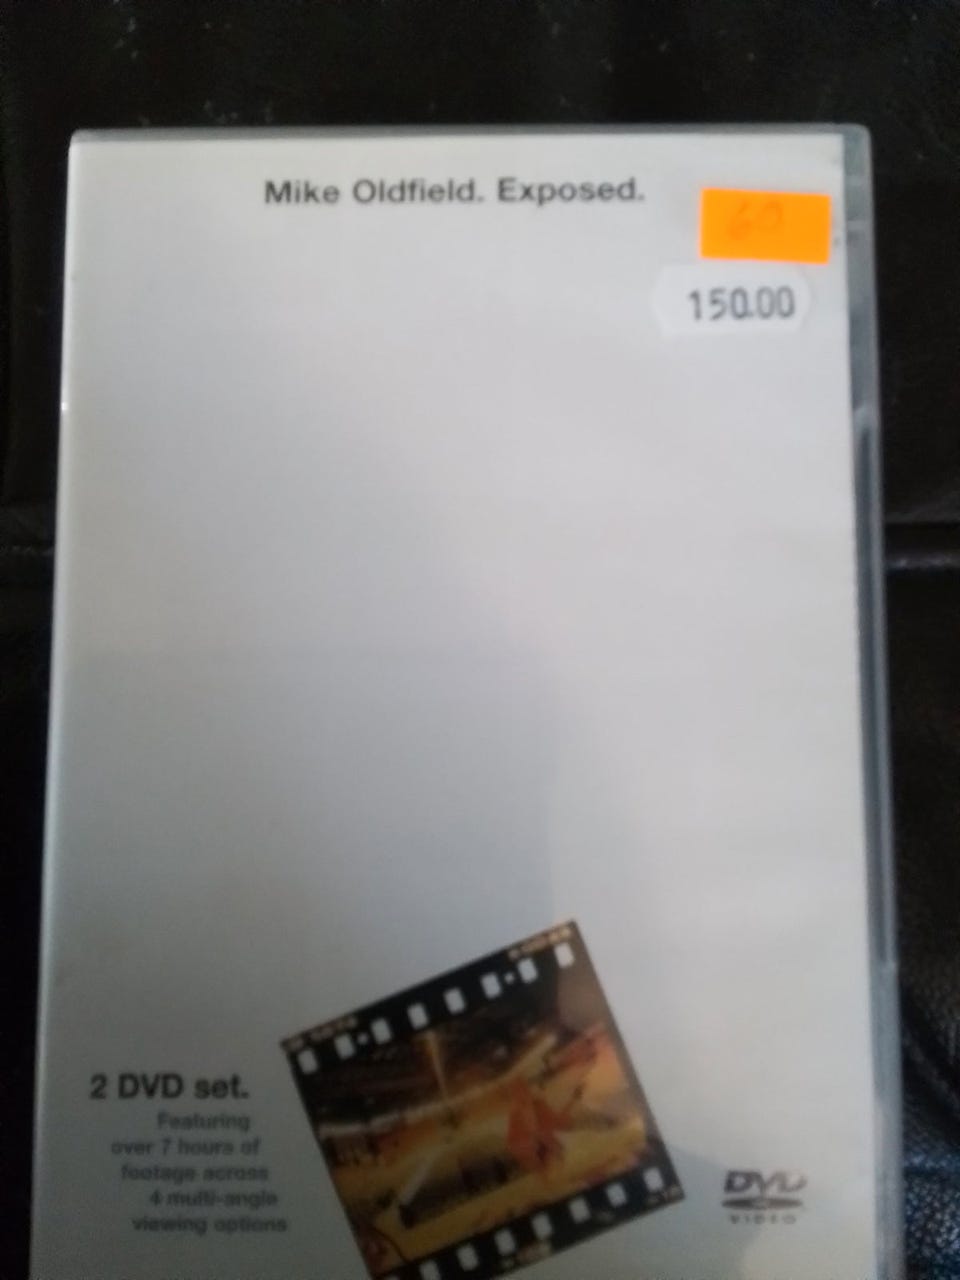 Mike Oldfield. Exposed.
60
150.00
2 DVD set.
Featuring
over 7 hours of
footage across
4 multi-angle
viewing options
DVD
VIDEO